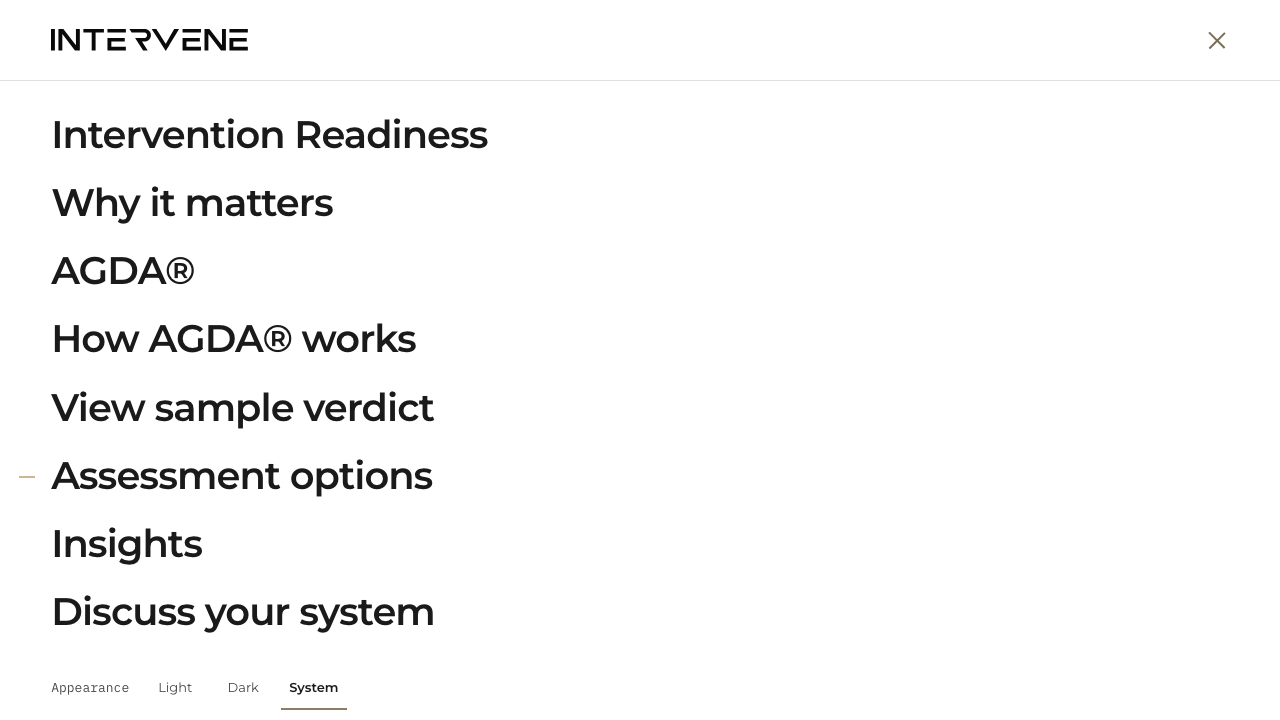 INTERVENE
Intervention Readiness
Why it matters
AGDA®
How AGDA® works
View sample verdict
Assessment options
Insights
Discuss your system
Appearance Light Dark System